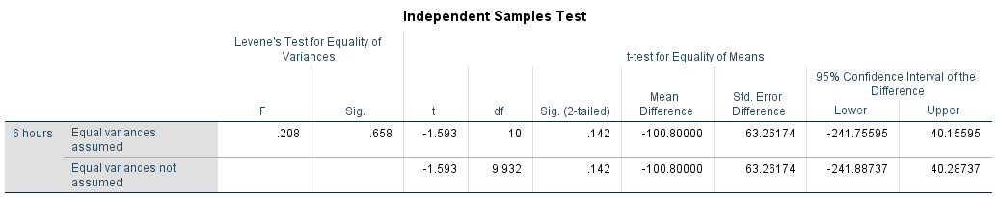 Independent Samples Test
Levene's Test for Equality of
Variances
t-test for Equality of Means
F
Sig.
t
df
Sig. (2-tailed)
Mean
Difference
Std. Error
Difference
95% Confidence Interval of the
Difference
Lower
Upper
6 hours
Equal variances
assumed
.208
.658
-1.593
10
.142
-100.80000
63.26174
-241.75595
40.15595
Equal variances not
assumed
-1.593
9.932
.142
-100.80000
63.26174
-241.88737
40.28737